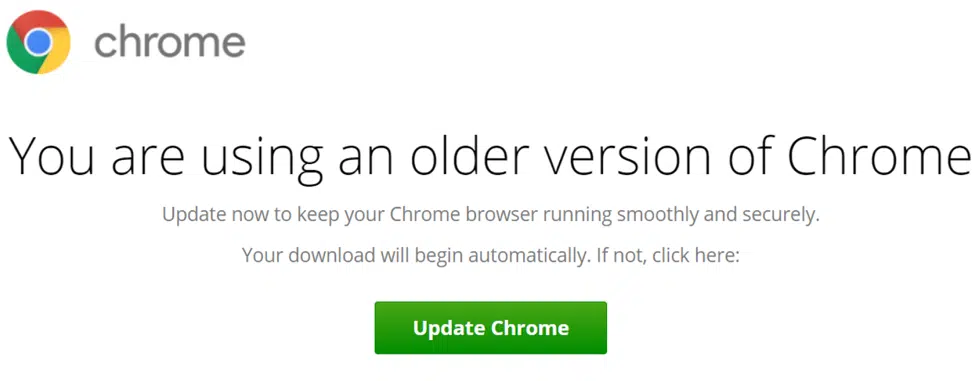 chrome
You are using an older version of Chrome
Update now to keep your Chrome browser running smoothly and securely.
Your download will begin automatically. If not, click here:
Update Chrome